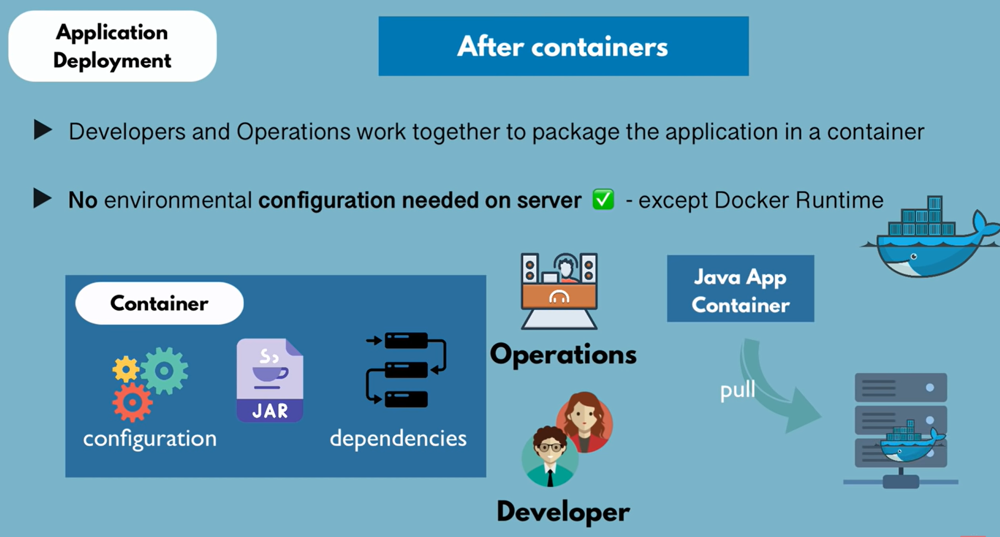 Application
Deployment
After containers
Developers and Operations work together to package the application in a container
No environmental configuration needed on server ✅ - except Docker Runtime
Container
configuration
JAR
dependencies
Operations
Developer
Java App
Container
pull